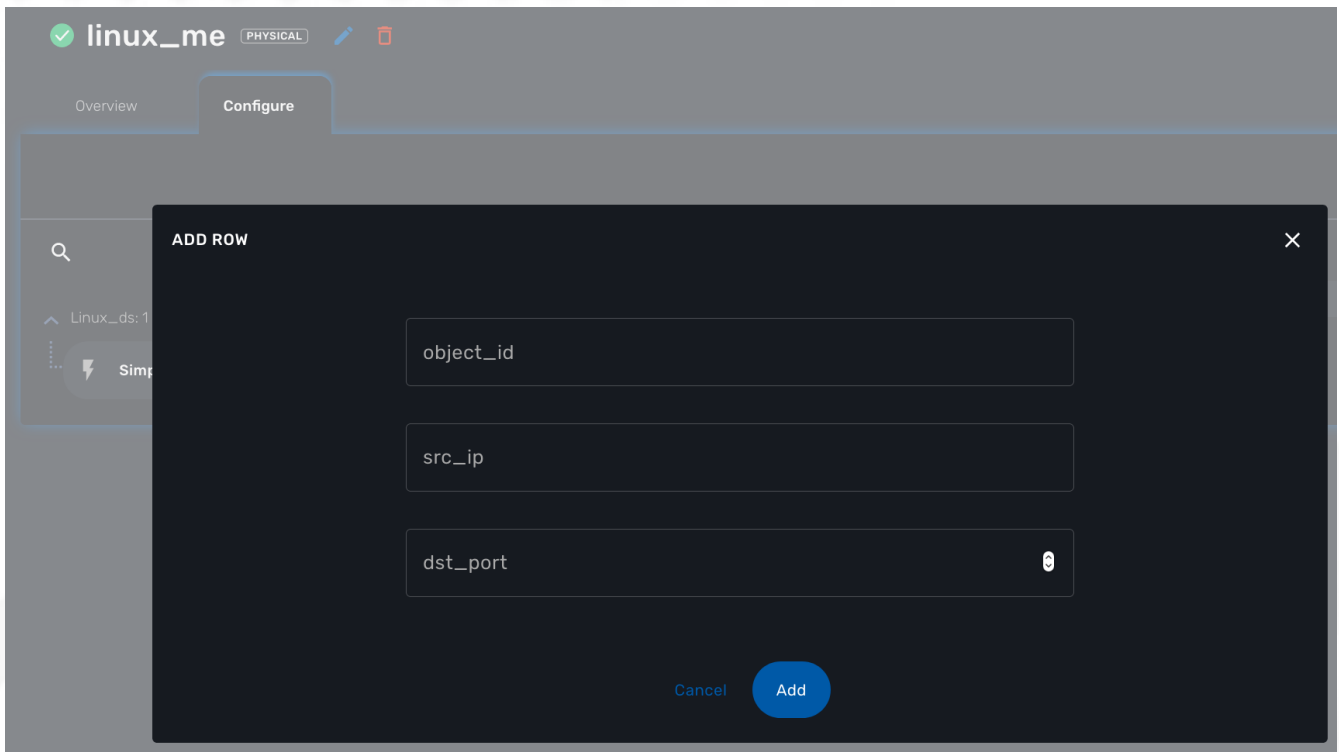 linux_me PHYSICAL
Overview Configure
ADD ROW
Linux_ds: 1
Simp
object_id
src_ip
dst_port
Cancel Add